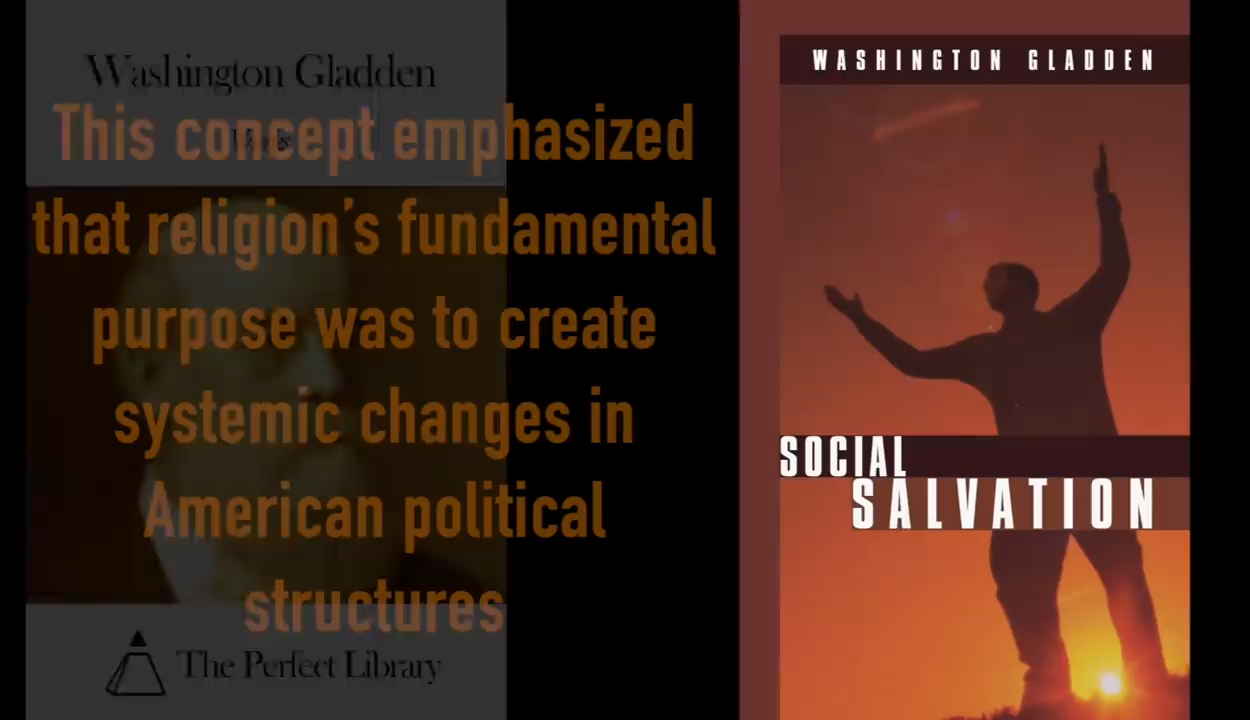 Washington Gladden
This concept emphasized
that religion’s fundamental
purpose was to create
systemic changes in
American political
structures
The Perfect Library
WASHINGTON GLADDEN
SOCIAL
SALVATION